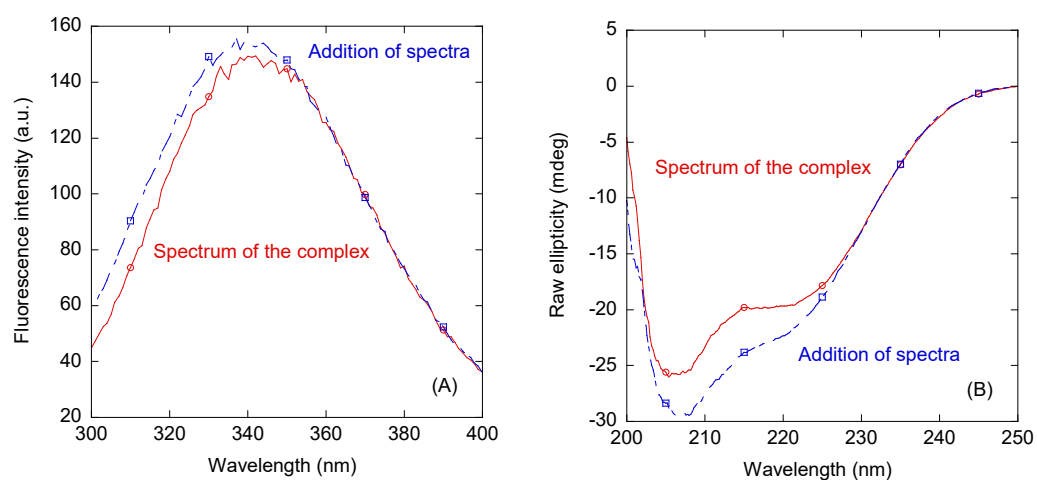 160
140
120
100
80
60
40
20
Fluorescence intensity (a.u.)
Addition of spectra
Spectrum of the complex
(A)
300 320 340 360 380 400
Wavelength (nm)
5
0
-5
-10
-15
-20
-25
-30
Raw ellipticity (mdeg)
Spectrum of the complex
Addition of spectra
(B)
200 210 220 230 240 250
Wavelength (nm)